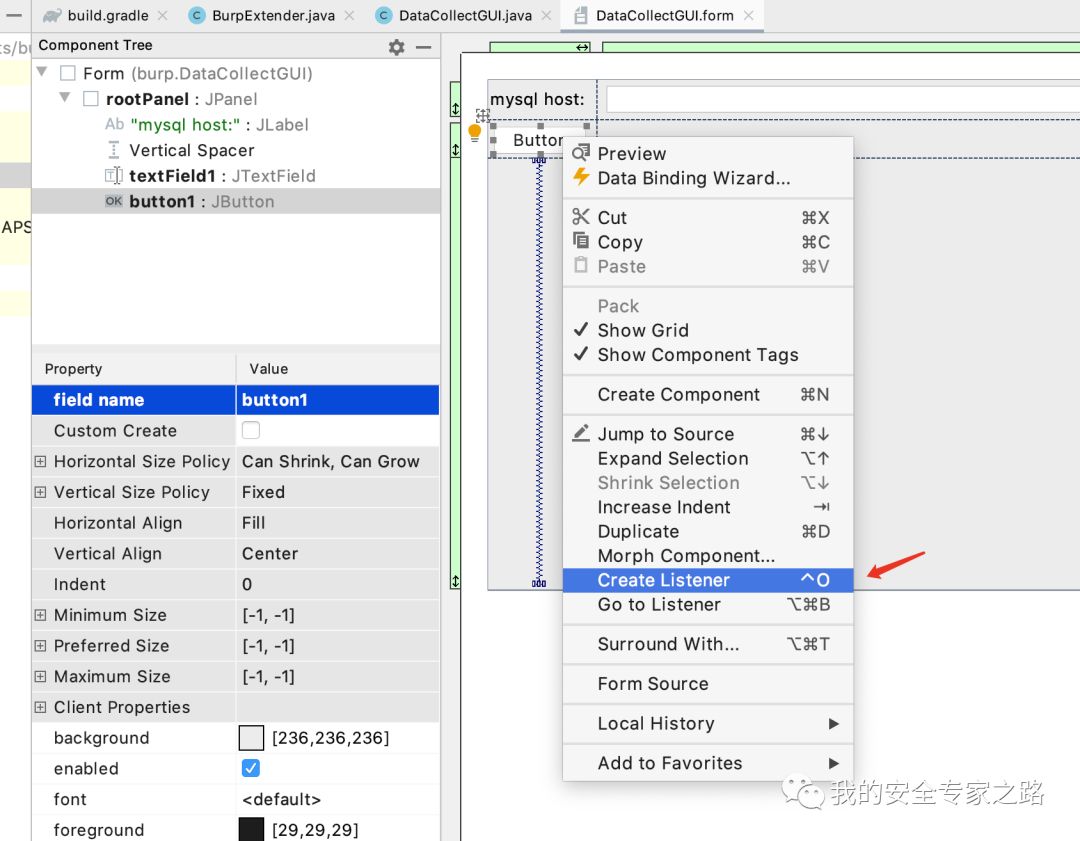 build.gradle BurpExtender.java DataCollectGUI.java DataCollectGUI.form
ts/bu
Component Tree
Form (burp.DataCollectGUI)
rootPanel : JPanel
Ab "mysql host:" : JLabel
Vertical Spacer
textField1 : JTextField
OK button1 : JButton
APS
mysql host:
Button
Property Value
field name button1
Custom Create
Horizontal Size Policy Can Shrink, Can Grow
Vertical Size Policy Fixed
Horizontal Align Fill
Vertical Align Center
Indent 0
Minimum Size [-1, -1]
Preferred Size [-1, -1]
Maximum Size [-1, -1]
Client Properties
background [236,236,236]
enabled
font <default>
foreground [29,29,29]
Preview
Data Binding Wizard...
Cut ⌘X
Copy ⌘C
Paste ⌘V
Pack
✓ Show Grid
✓ Show Component Tags
Create Component ⌘N
Jump to Source ⌘↓
Expand Selection ⌥↑
Shrink Selection ⌥↓
Increase Indent ⇥
Duplicate ⌘D
Morph Component...
Create Listener ^O
Go to Listener ⌥⌘B
Surround With... ⌥⌘T
Form Source
Local History
Add to Favorites
我的安全专家之路